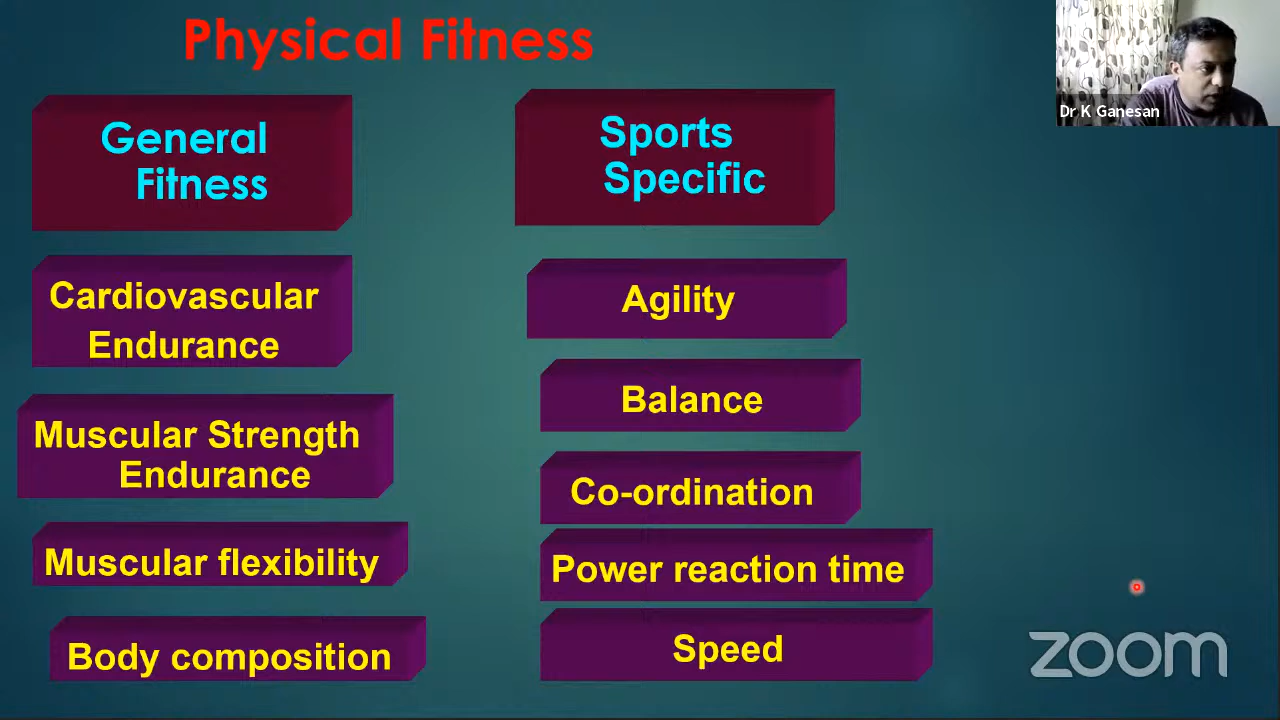 Physical Fitness
Dr K Ganesan
General
Fitness
Cardiovascular
Endurance
Muscular Strength
Endurance
Muscular flexibility
Body composition
Sports
Specific
Agility
Balance
Co-ordination
Power reaction time
Speed
zoom